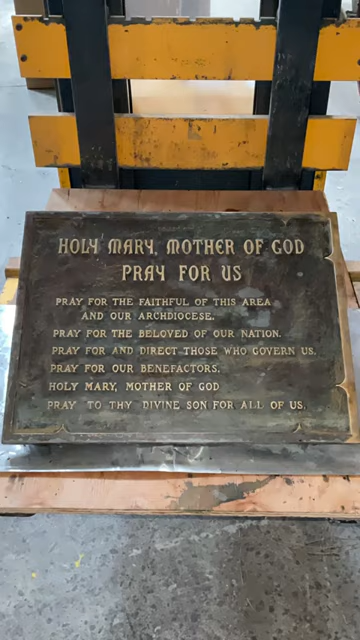 HOLY MARY, MOTHER OF GOD
PRAY FOR US
PRAY FOR THE FAITHFUL OF THIS AREA
AND OUR ARCHDIOCESE.
PRAY FOR THE BELOVED OF OUR NATION.
PRAY FOR AND DIRECT THOSE WHO GOVERN US.
PRAY FOR OUR BENEFACTORS.
HOLY MARY, MOTHER OF GOD
PRAY TO THY DIVINE SON FOR ALL OF US.